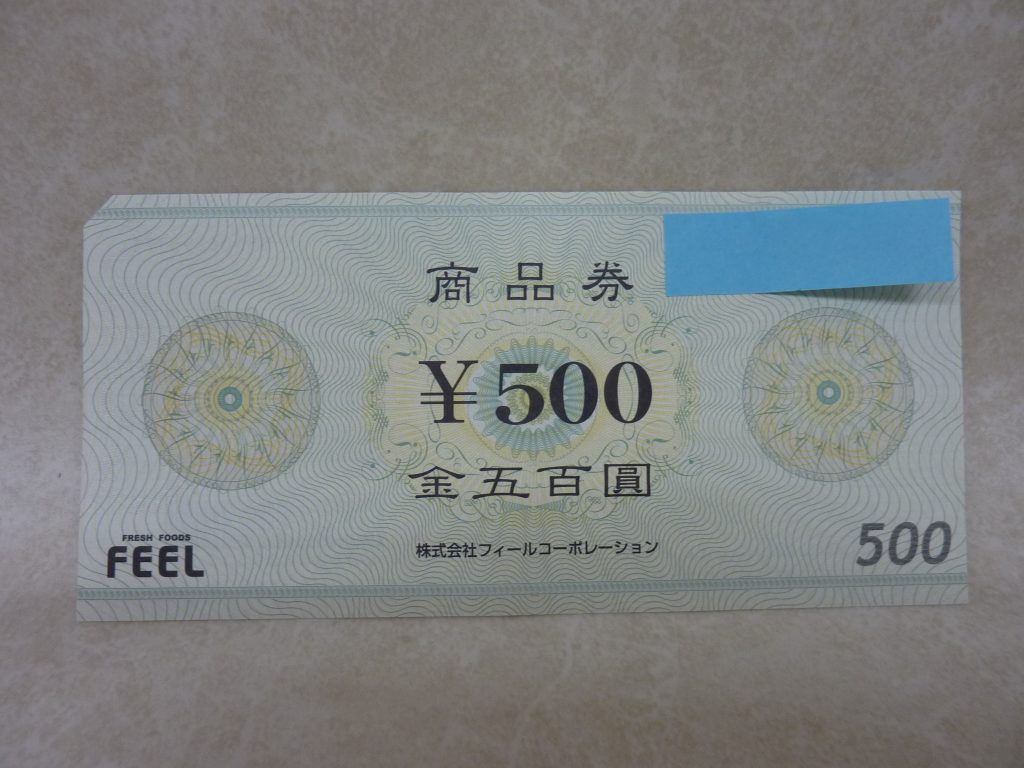 商品券
¥500
金五百圓
FRESH FOODS
FEEL
株式会社フィールコーポレーション
500